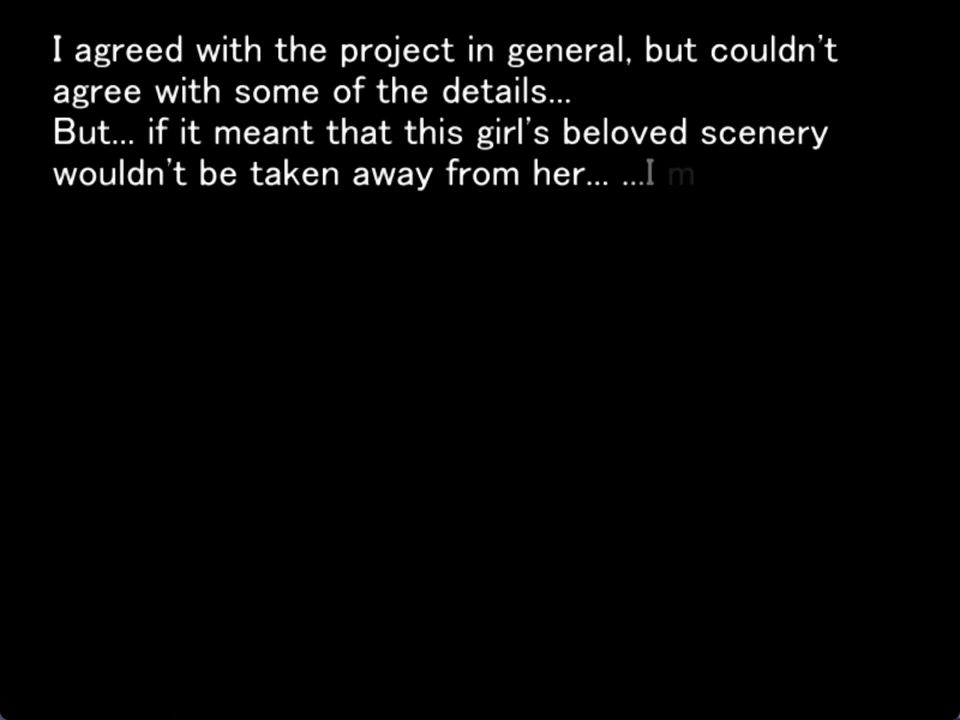 I agreed with the project in general, but couldn't
agree with some of the details...
But... if it meant that this girl's beloved scenery
wouldn't be taken away from her... ...I m